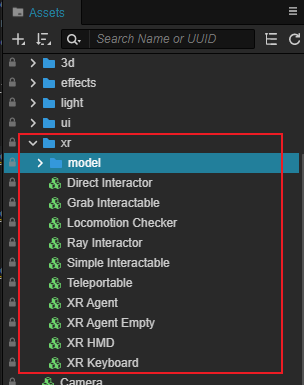 Assets
Search Name or UUID
3d
effects
light
ui
xr
model
Direct Interactor
Grab Interactable
Locomotion Checker
Ray Interactor
Simple Interactable
Teleportable
XR Agent
XR Agent Empty
XR HMD
XR Keyboard
Camera